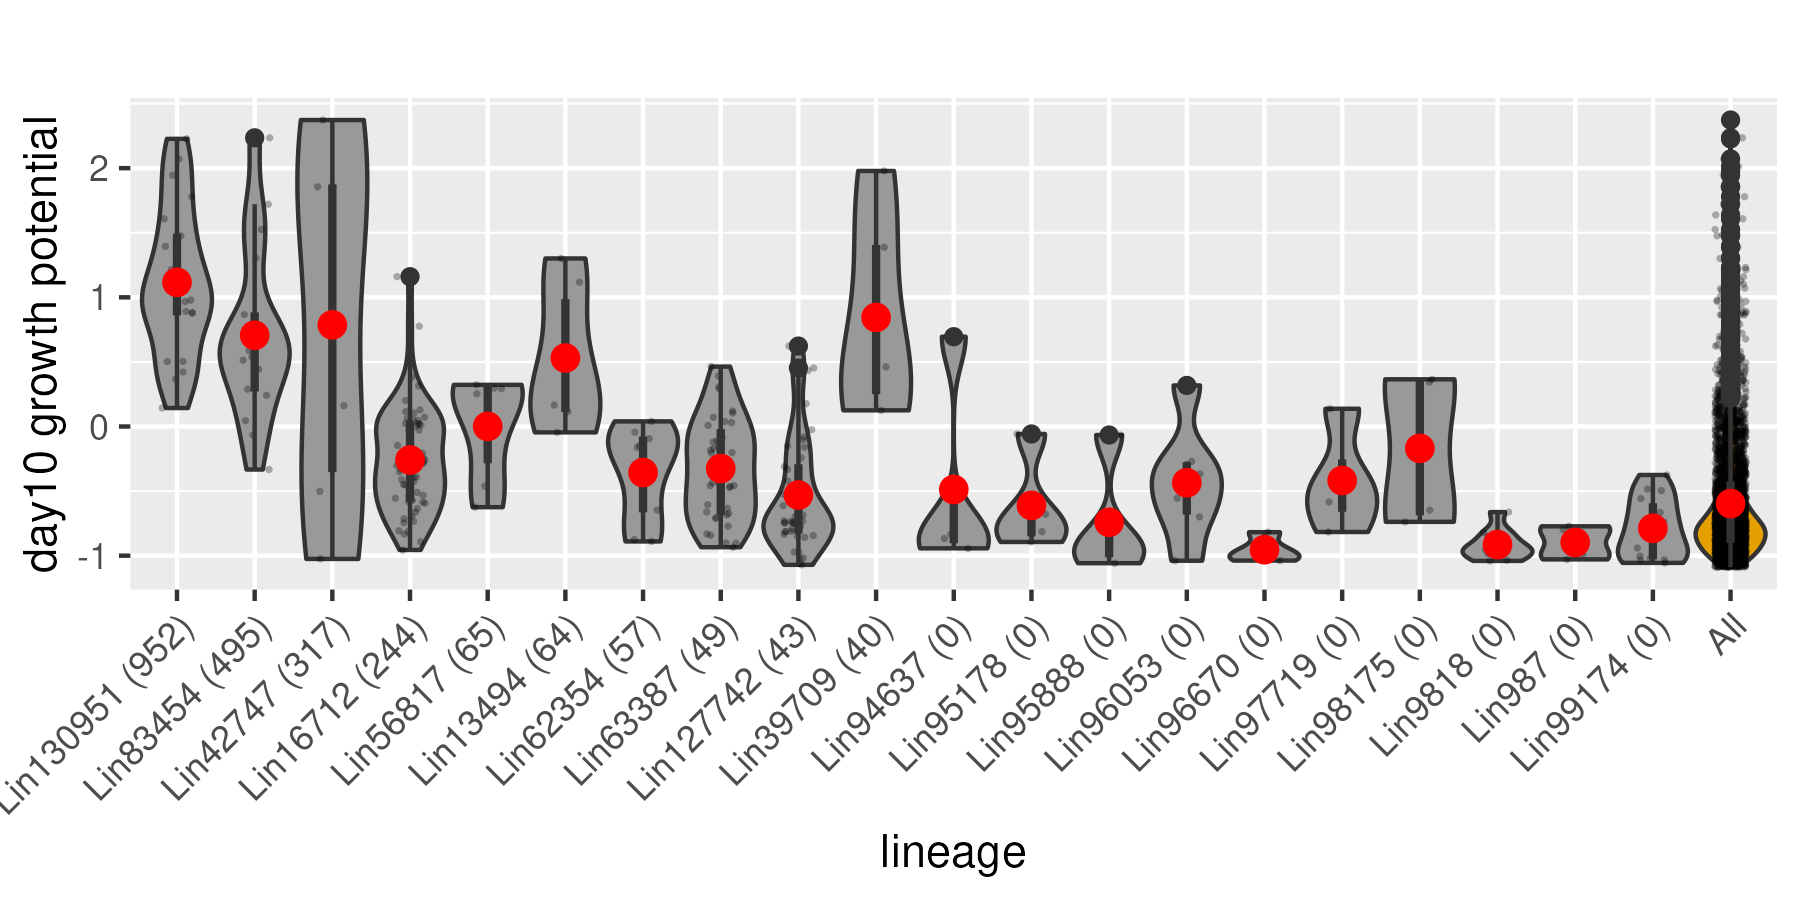 day10 growth potential
2
1
0
-1
Lin130951 (952)
Lin83454 (495)
Lin42747 (317)
Lin16712 (244)
Lin56817 (65)
Lin13494 (64)
Lin62354 (57)
Lin63387 (49)
Lin127742 (43)
Lin39709 (40)
Lin94637 (0)
Lin95178 (0)
Lin95888 (0)
Lin96053 (0)
Lin96670 (0)
Lin97719 (0)
Lin98175 (0)
Lin9818 (0)
Lin987 (0)
Lin99174 (0)
All
lineage